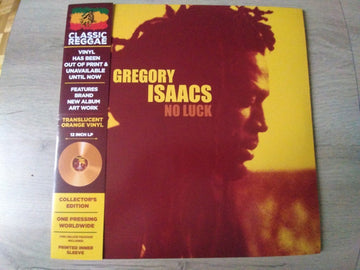 CLASSIC
REGGAE
VINYL
HAS BEEN
OUT OF PRINT &
UNAVAILABLE
UNTIL NOW
FEATURES
BRAND
NEW ALBUM
ART WORK
TRANSLUCENT
ORANGE VINYL
12 INCH LP
COLLECTOR'S
EDITION
ONE PRESSING
WORLDWIDE
INCLUDES
PRINTED INNER
SLEEVE
GREGORY
ISAACS
NO LUCK